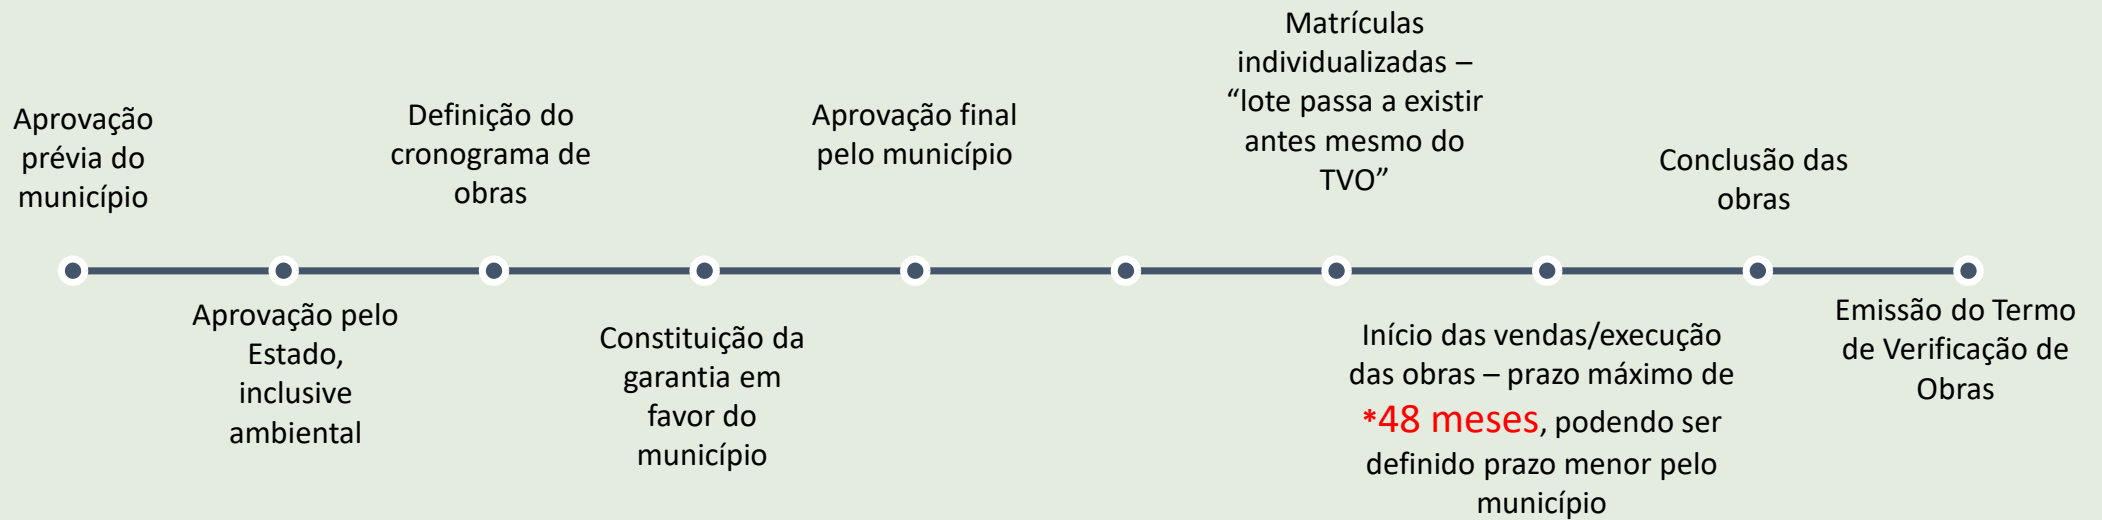 Aprovação
prévia do
município
Aprovação pelo
Estado,
inclusive
ambiental
Definição do
cronograma de
obras
Constituição da
garantia em
favor do
município
Aprovação final
pelo município
Matrículas
individualizadas –
“lote passa a existir
antes mesmo do
TVO”
Início das vendas/execução
das obras – prazo máximo de
*48 meses, podendo ser
definido prazo menor pelo
município
Conclusão das
obras
Emissão do Termo
de Verificação de
Obras